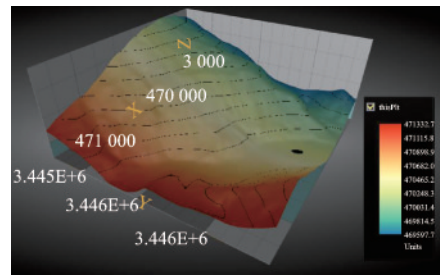 Z
3 000
X
470 000
471 000
3.445E+6
3.446E+6
Y
3.446E+6
thisPlt
471332.7
471115.8
470898.9
470682.0
470465.2
470248.3
470031.4
469814.5
469597.7
Units